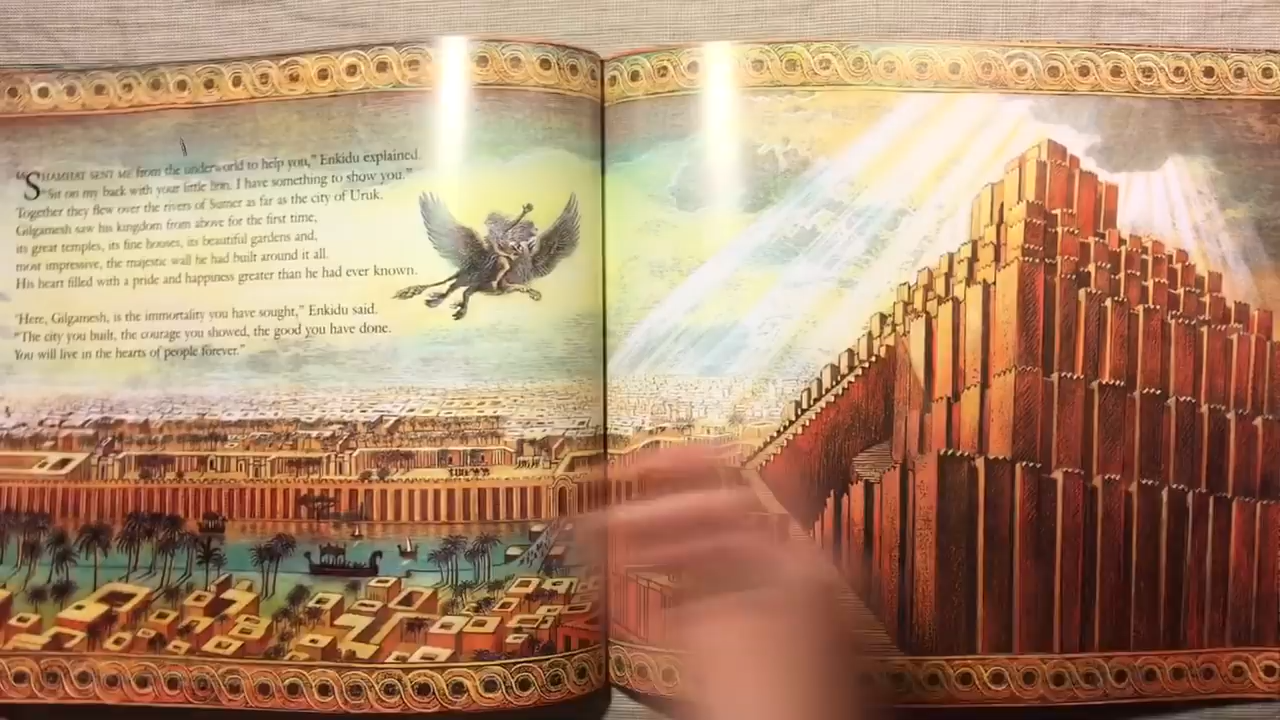 "SHAMHAT SENT ME from the underworld to help you," Enkidu explained.
"Sit on my back with your little lion. I have something to show you."
Together they flew over the rivers of Sumer as far as the city of Uruk.
Gilgamesh saw his kingdom from above for the first time,
its great temples, its fine houses, its beautiful gardens and,
most impressive, the majestic wall he had built around it all.
His heart filled with a pride and happiness greater than he had ever known.
"Here, Gilgamesh, is the immortality you have sought," Enkidu said.
"The city you built, the courage you showed, the good you have done.
You will live in the hearts of people forever."